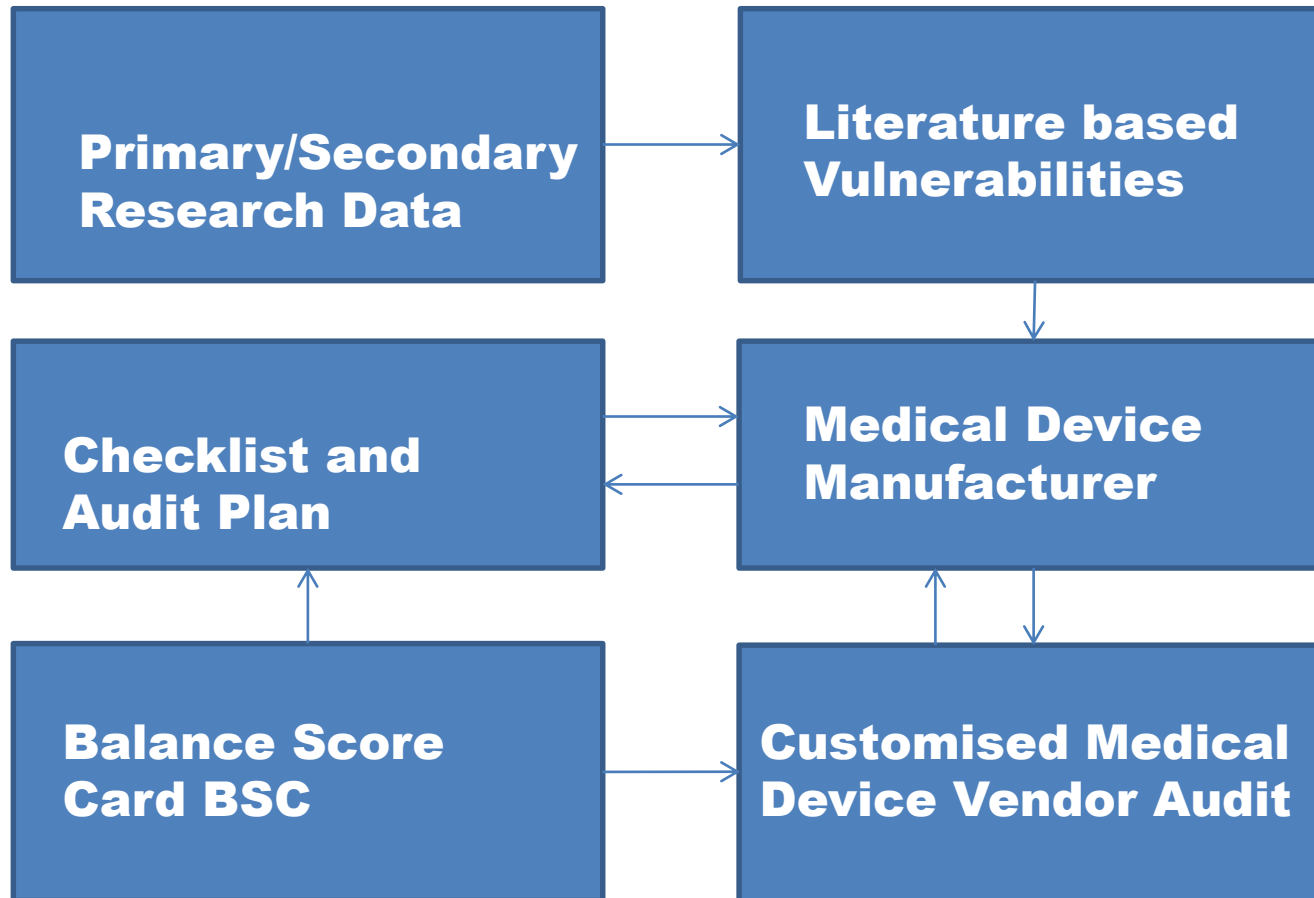 Primary/Secondary
Research Data
Literature based
Vulnerabilities
Checklist and
Audit Plan
Medical Device
Manufacturer
Balance Score
Card BSC
Customised Medical
Device Vendor Audit